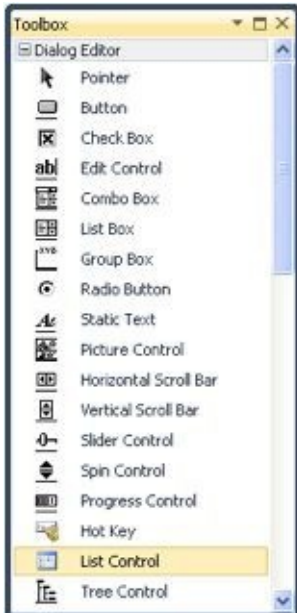 Toolbox
Dialog Editor
Pointer
Button
Check Box
Edit Control
Combo Box
List Box
Group Box
Radio Button
Static Text
Picture Control
Horizontal Scroll Bar
Vertical Scroll Bar
Slider Control
Spin Control
Progress Control
Hot Key
List Control
Tree Control